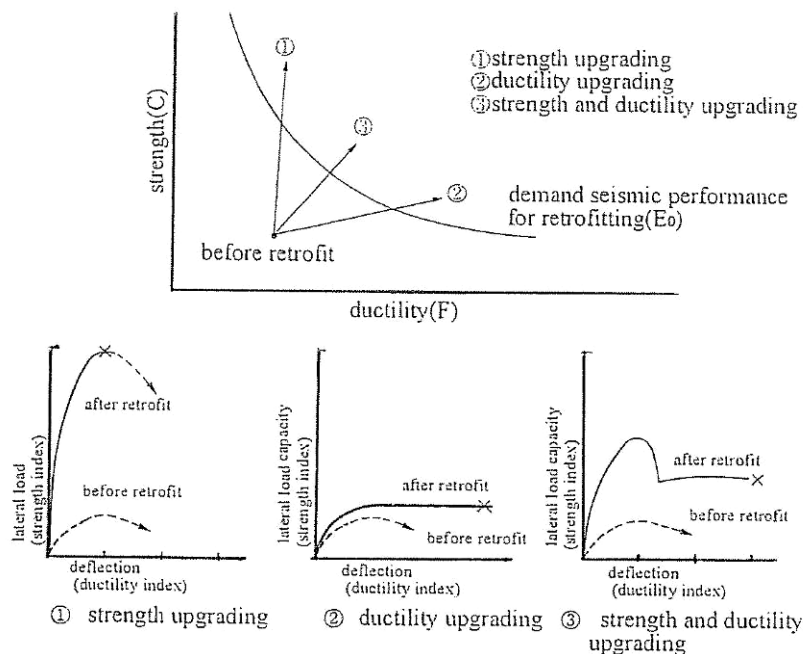 ①
①strength upgrading
②ductility upgrading
③strength and ductility upgrading
③
②
strength(C)
demand seismic performance
for retrofitting(E0)
before retrofit
ductility(F)
lateral load
(strength index)
after retrofit
before retrofit
deflection
(ductility index)
① strength upgrading
lateral load capacity
(strength index)
after retrofit
before retrofit
deflection
(ductility index)
② ductility upgrading
lateral load capacity
(strength index)
after retrofit
before retrofit
deflection
(ductility index)
③ strength and ductility
upgrading